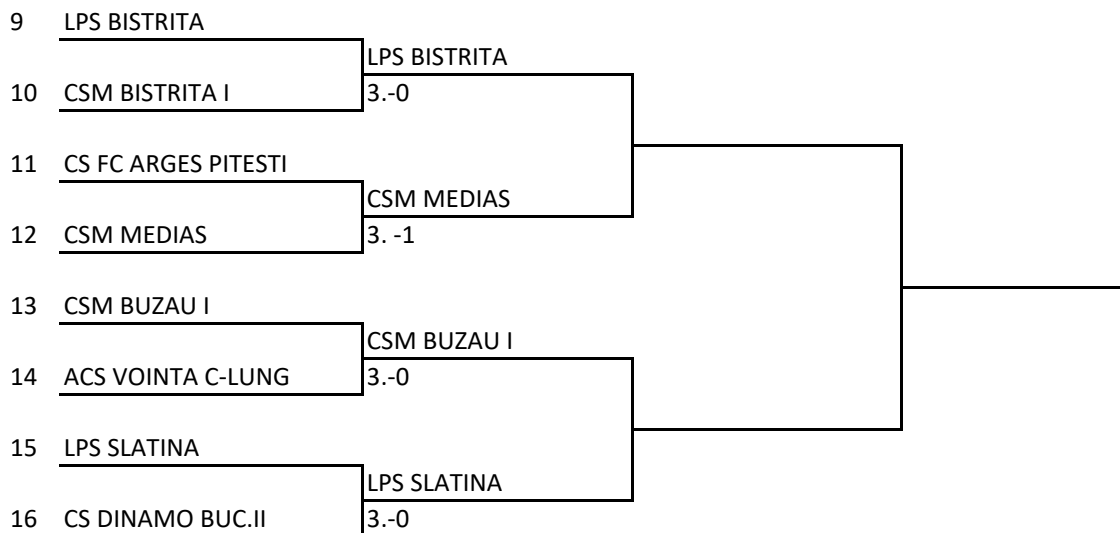 9 LPS BISTRITA
LPS BISTRITA
10 CSM BISTRITA I 3.-0
11 CS FC ARGES PITESTI
CSM MEDIAS
12 CSM MEDIAS 3. -1
13 CSM BUZAU I
CSM BUZAU I
14 ACS VOINTA C-LUNG 3.-0
15 LPS SLATINA
LPS SLATINA
16 CS DINAMO BUC.II 3.-0